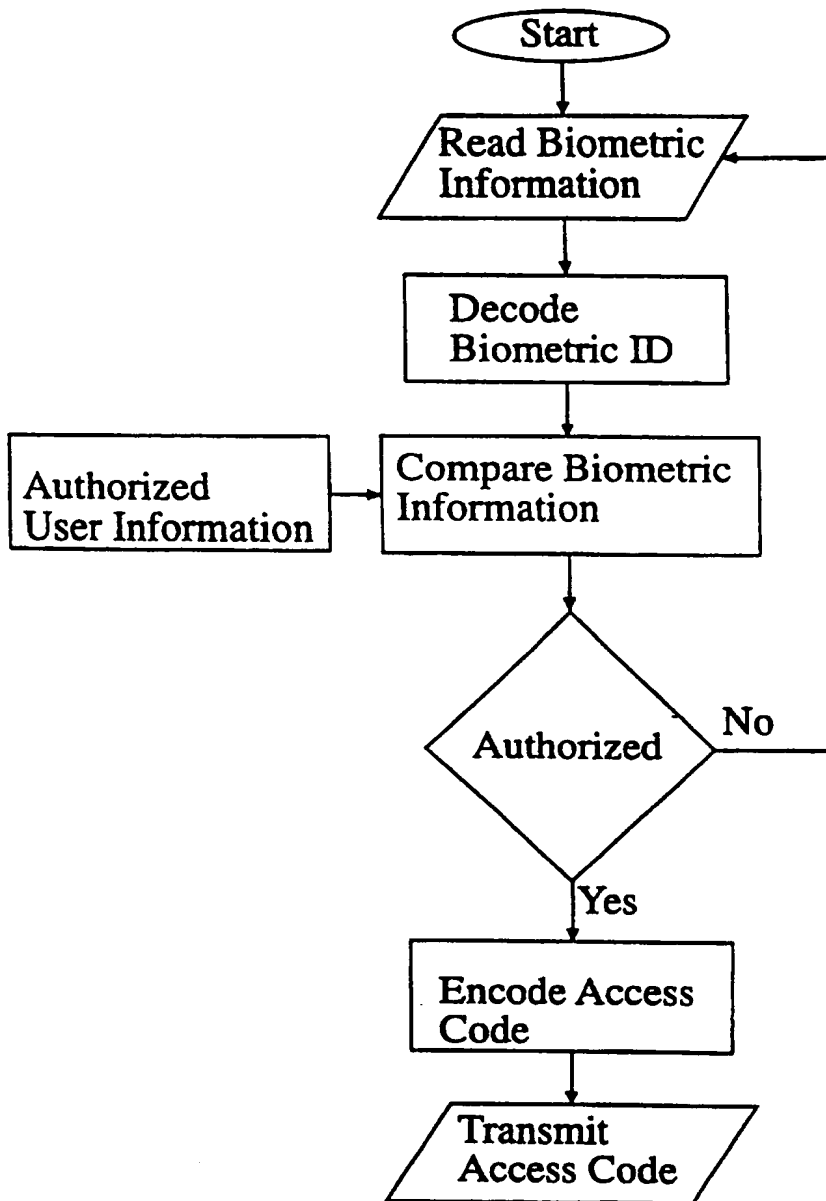 Start
Read Biometric
Information
Decode
Biometric ID
Authorized
User Information
Compare Biometric
Information
Authorized
No
Yes
Encode Access
Code
Transmit
Access Code